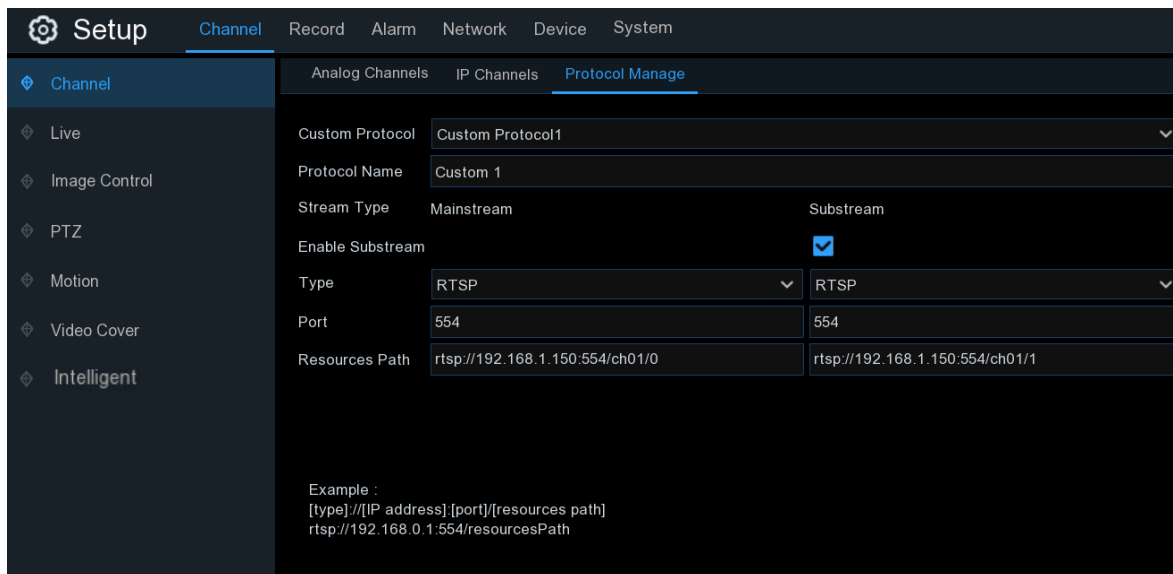 Setup Channel Record Alarm Network Device System
Channel
Live
Image Control
PTZ
Motion
Video Cover
Intelligent
Analog Channels IP Channels Protocol Manage
Custom Protocol Custom Protocol1
Protocol Name Custom 1
Stream Type Mainstream Substream
Enable Substream
Type RTSP RTSP
Port 554 554
Resources Path rtsp://192.168.1.150:554/ch01/0 rtsp://192.168.1.150:554/ch01/1
Example :
[type]://[IP address]:[port]/[resources path]
rtsp://192.168.0.1:554/resourcesPath